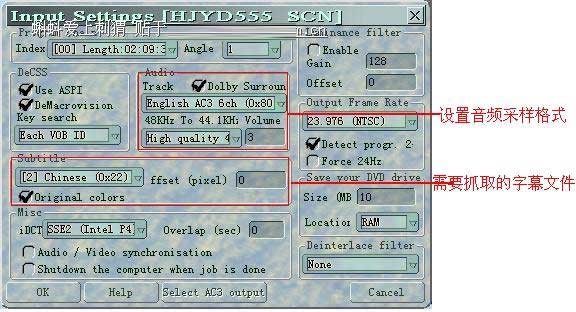 Input Settings [HJYD555 SCN]
蝌蚪爱上刺猬 贴于
Index [00] Length:02:09:3 Angle 1
Luminance filter
Enable
Gain 128
Offset 0
DeCSS
Use ASPI
DeMacrovision
Key search
Each VOB ID
Audio
Track Dolby Surroun
English AC3 6ch (0x80
48KHz To 44.1KHz Volume
High quality 4 3
设置音频采样格式
Output Frame Rate
23.976 (NTSC)
Detect progr. 2
Force 24Hz
Subtitle
[2] Chinese (0x22) ffset (pixel) 0
Original colors
需要抓取的字幕文件
Save your DVD drive
Size (MB 10
Location RAM
Misc
iDCT SSE2 (Intel P4) Overlap (sec) 0
Audio / Video synchronisation
Shutdown the computer when job is done
Deinterlace filter
None
OK Help Select AC3 output Cancel